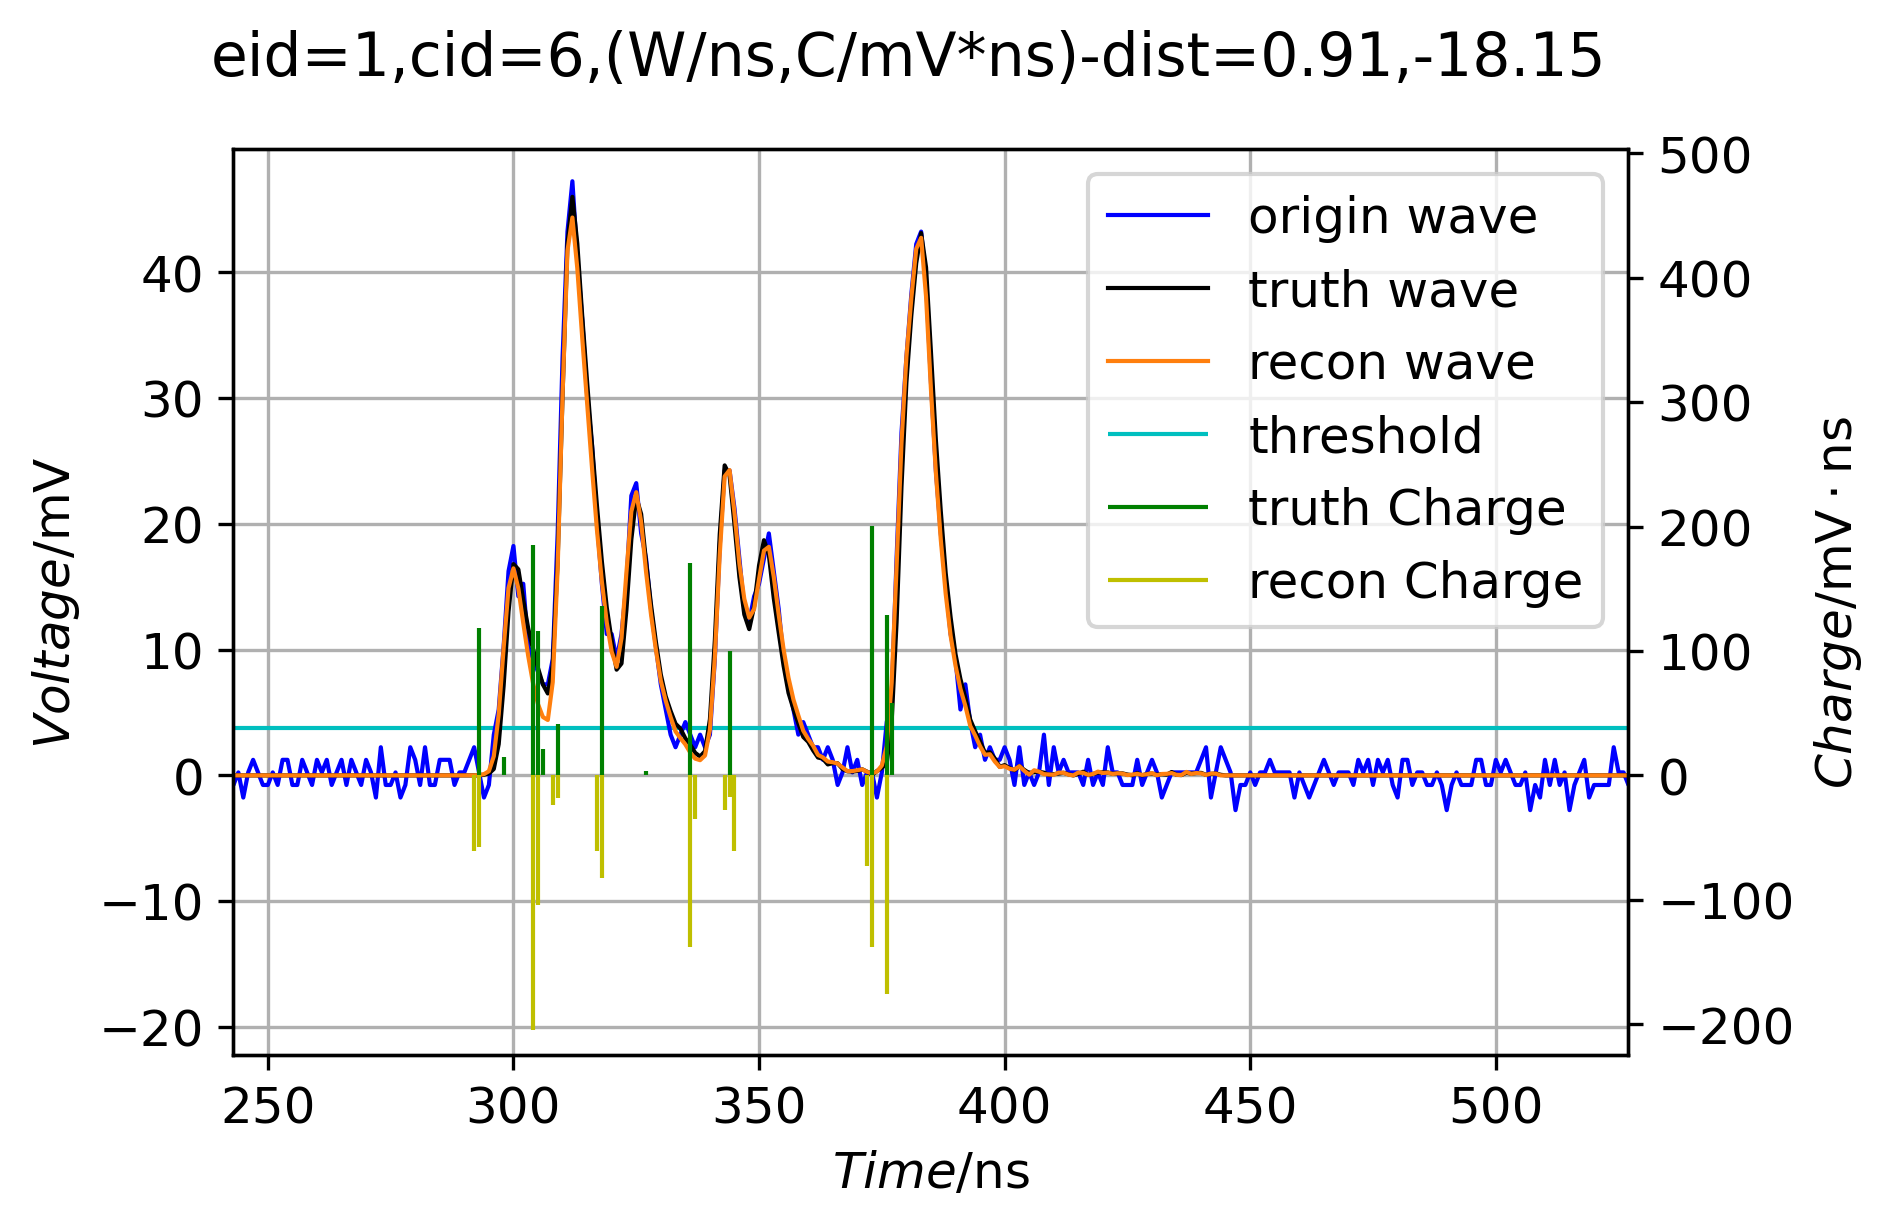 eid=1,cid=6,(W/ns,C/mV*ns)-dist=0.91,-18.15
origin wave
truth wave
recon wave
threshold
truth Charge
recon Charge
Voltage/mV
40
30
20
10
0
−10
−20
500
400
300
200
100
0
−100
−200
Charge/mV · ns
250 300 350 400 450 500
Time/ns